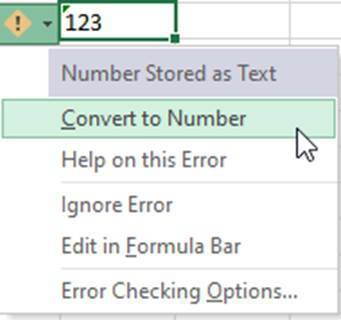 123
Number Stored as Text
Convert to Number
Help on this Error
Ignore Error
Edit in Formula Bar
Error Checking Options...